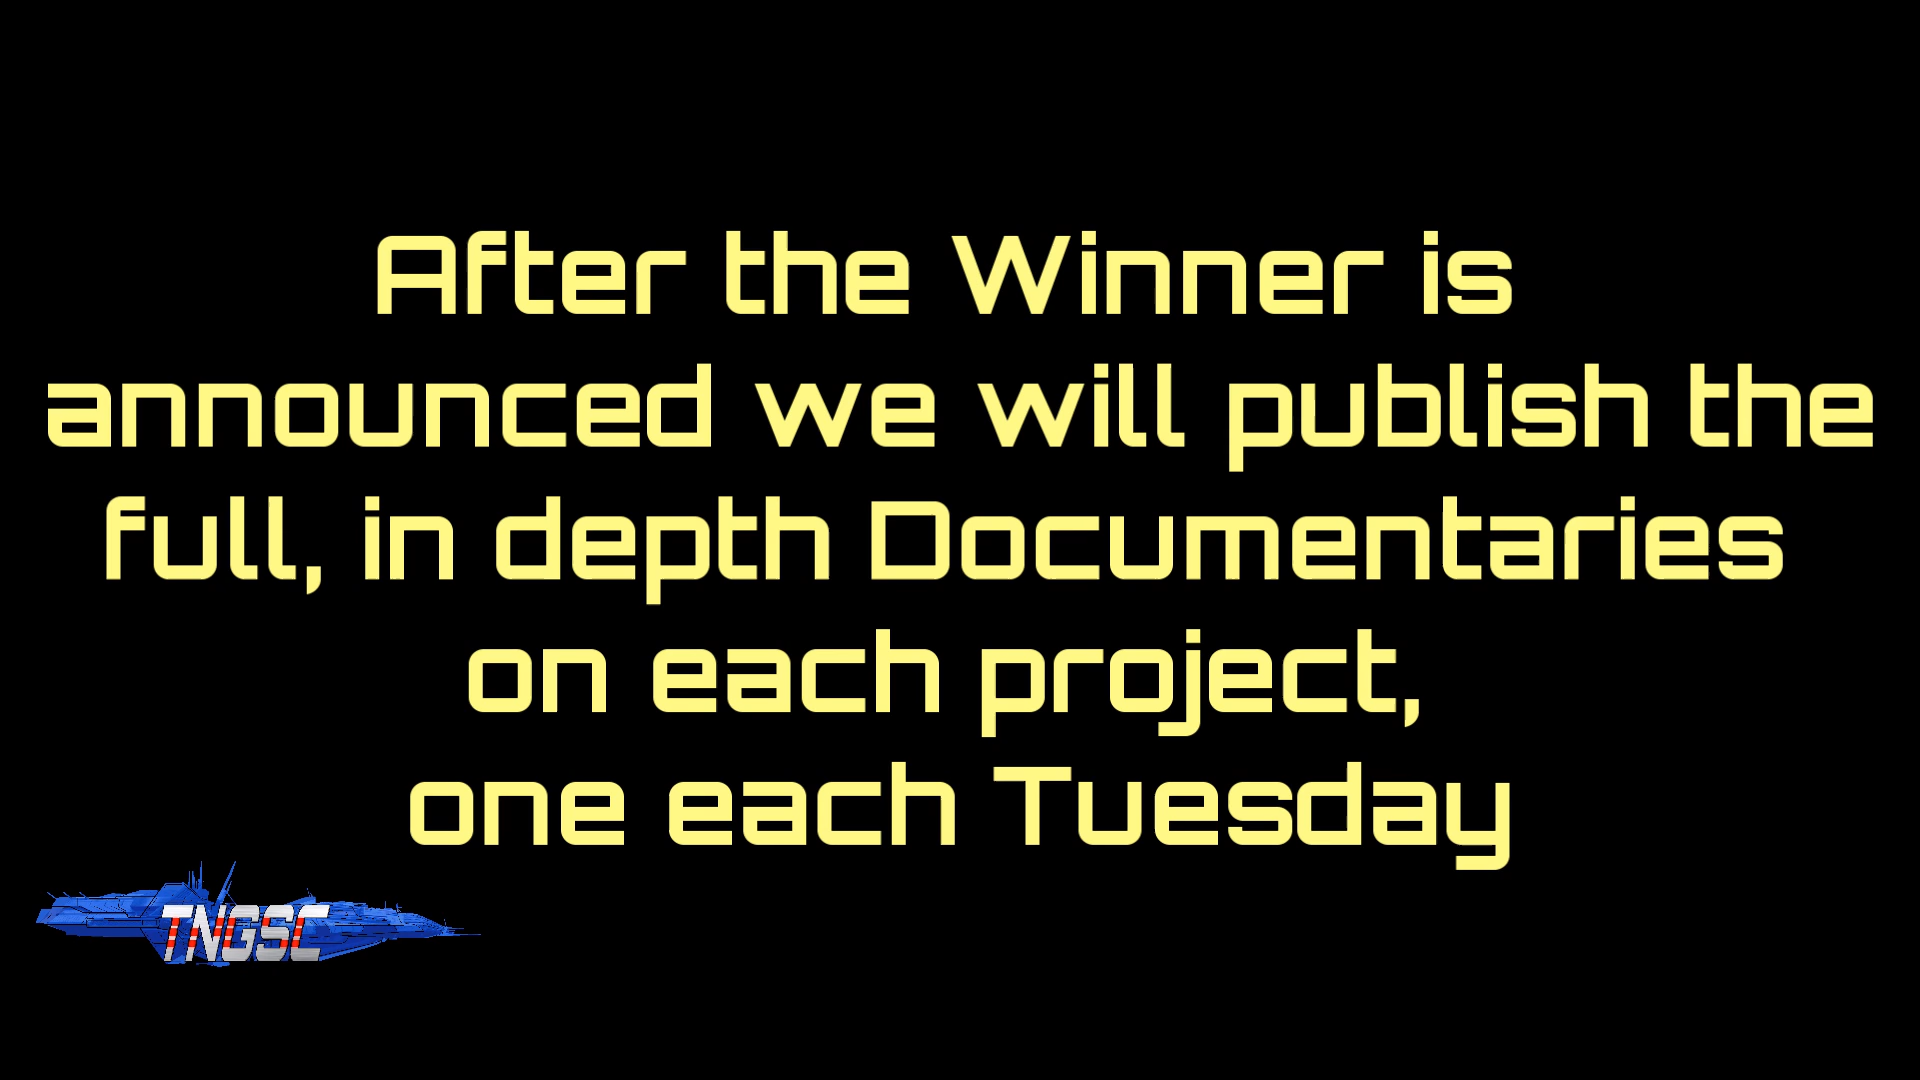 After the Winner is
announced we will publish the
full, in depth Documentaries
on each project,
one each Tuesday
TNGSC